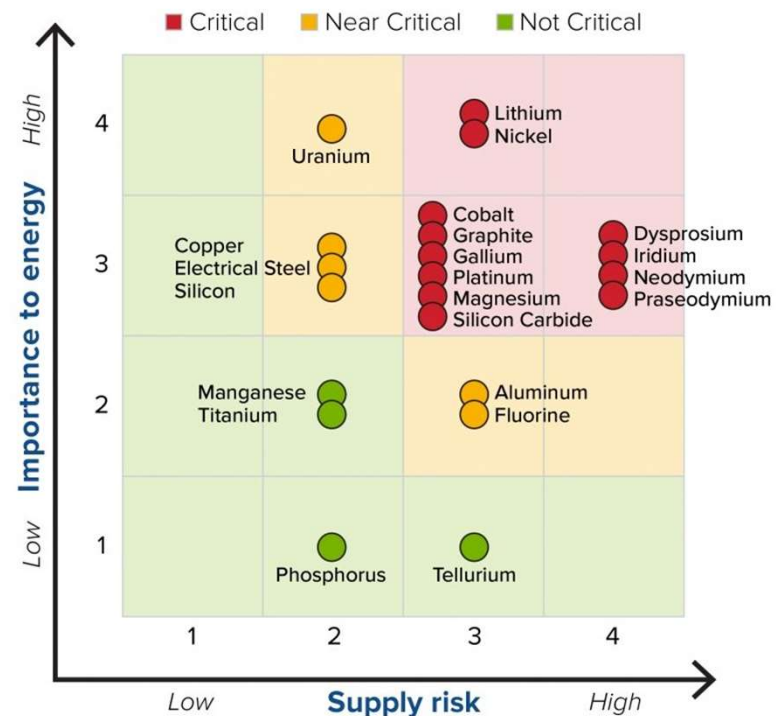 Critical Near Critical Not Critical
High
4
Uranium
Lithium
Nickel
Importance to energy
3
Copper
Electrical Steel
Silicon
Cobalt
Graphite
Gallium
Platinum
Magnesium
Silicon Carbide
Dysprosium
Iridium
Neodymium
Praseodymium
2
Manganese
Titanium
Aluminum
Fluorine
Low
1
Phosphorus
Tellurium
1 2 3 4
Low Supply risk High